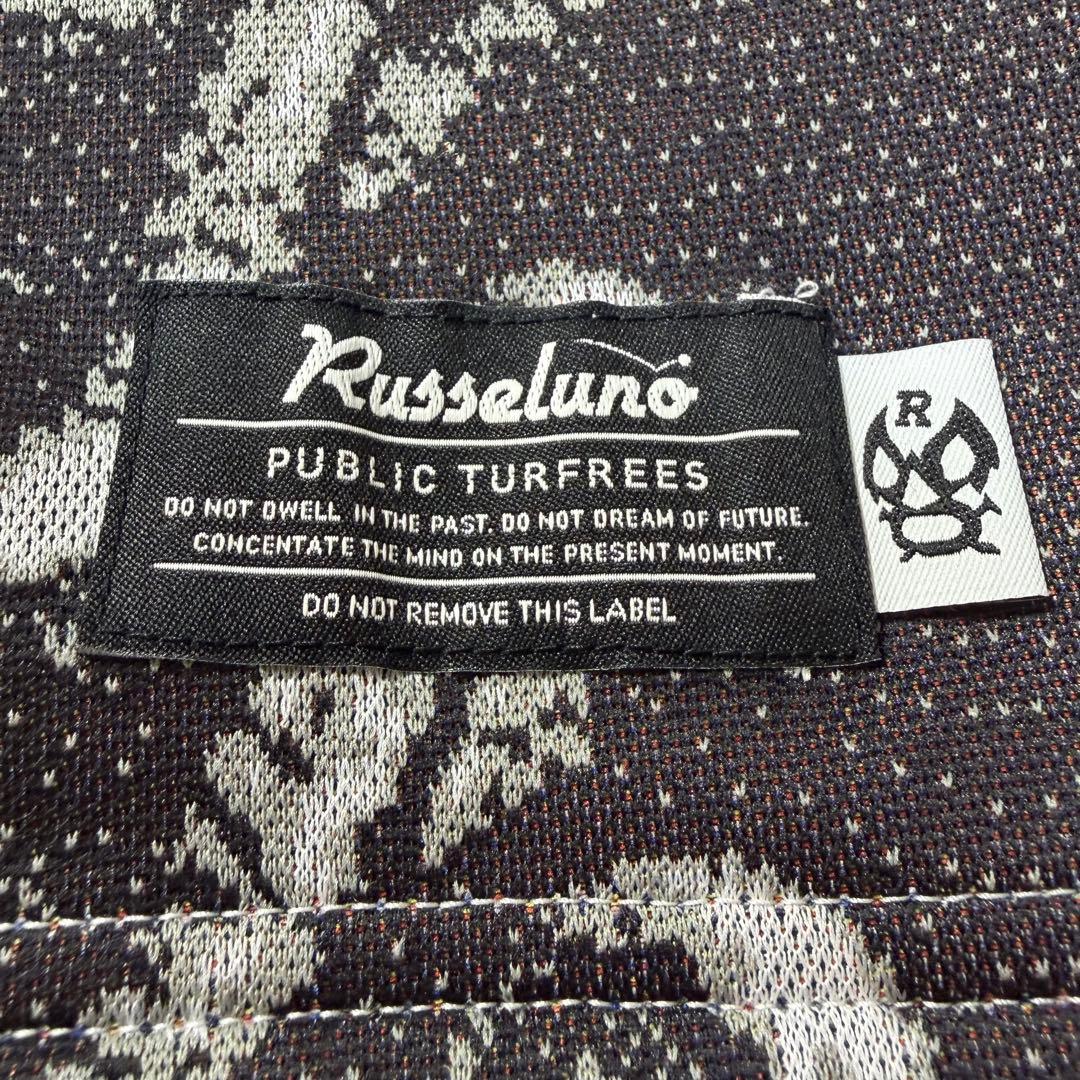 Russeluno
PUBLIC TURFREES
DO NOT DWELL IN THE PAST. DO NOT DREAM OF FUTURE.
CONCENTATE THE MIND ON THE PRESENT MOMENT.
DO NOT REMOVE THIS LABEL
R